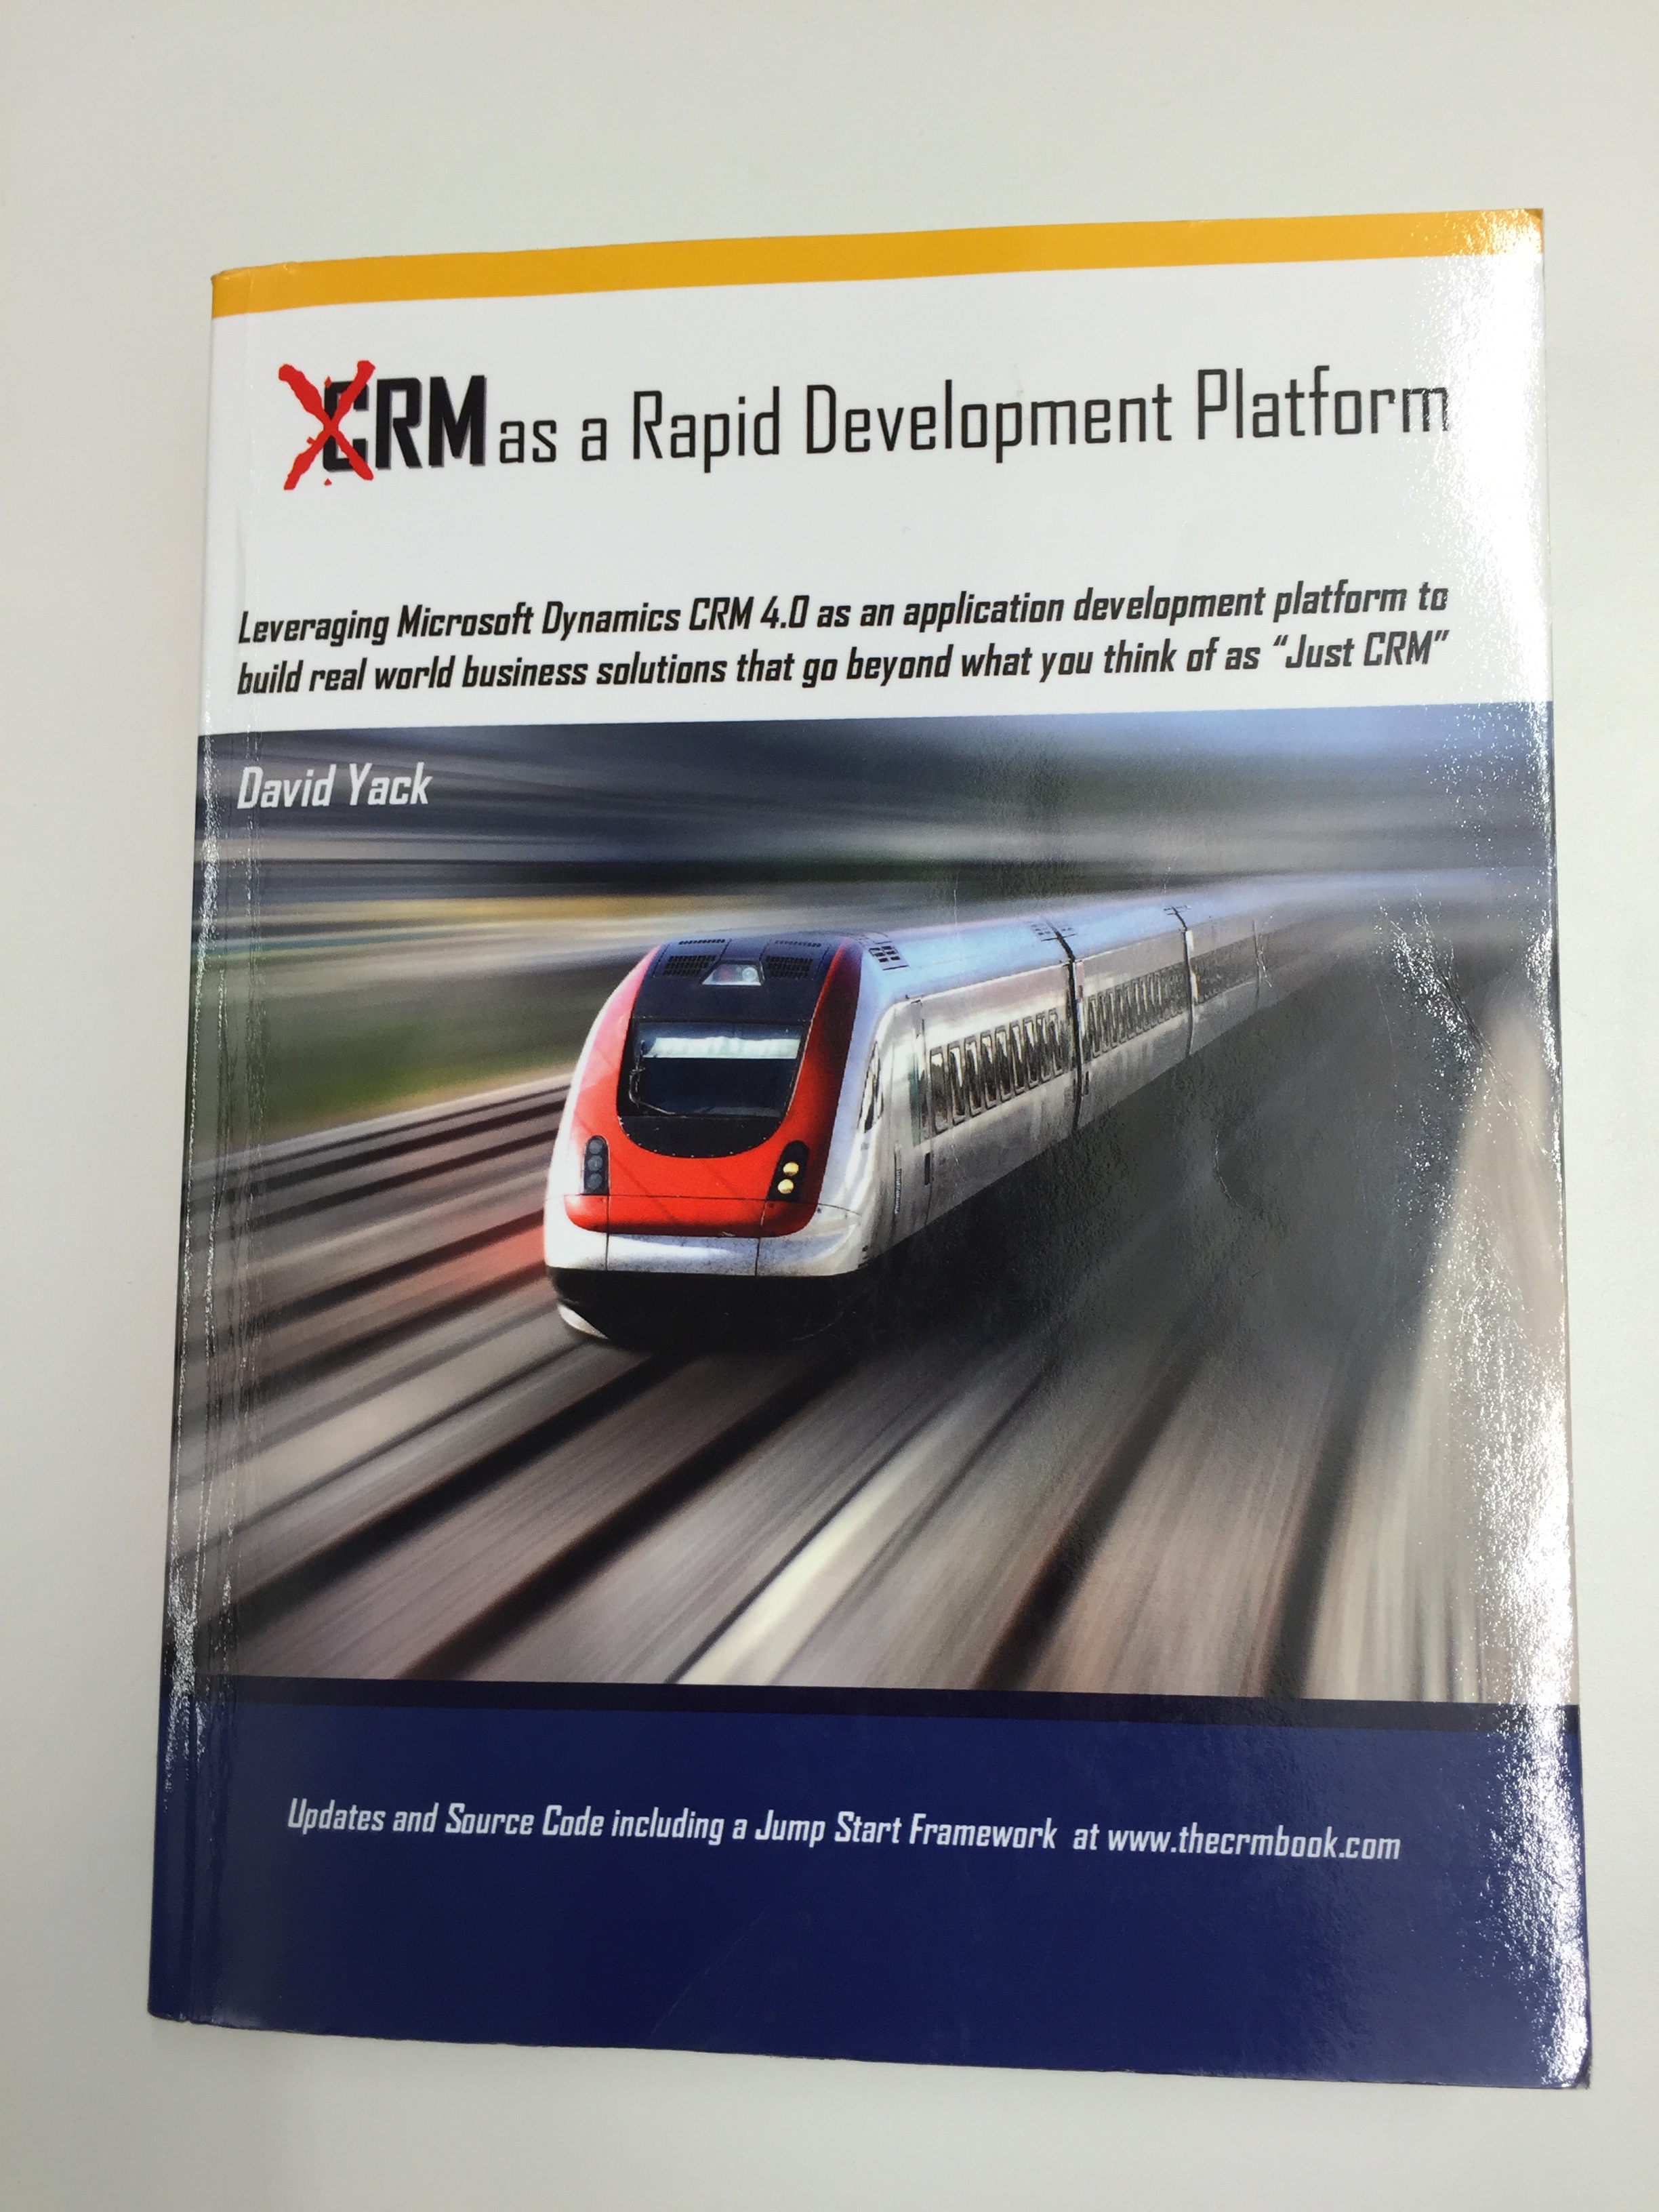 XCRM as a Rapid Development Platform
Leveraging Microsoft Dynamics CRM 4.0 as an application development platform to
build real world business solutions that go beyond what you think of as “Just CRM”
David Yack
Updates and Source Code including a Jump Start Framework at www.thecrmbook.com